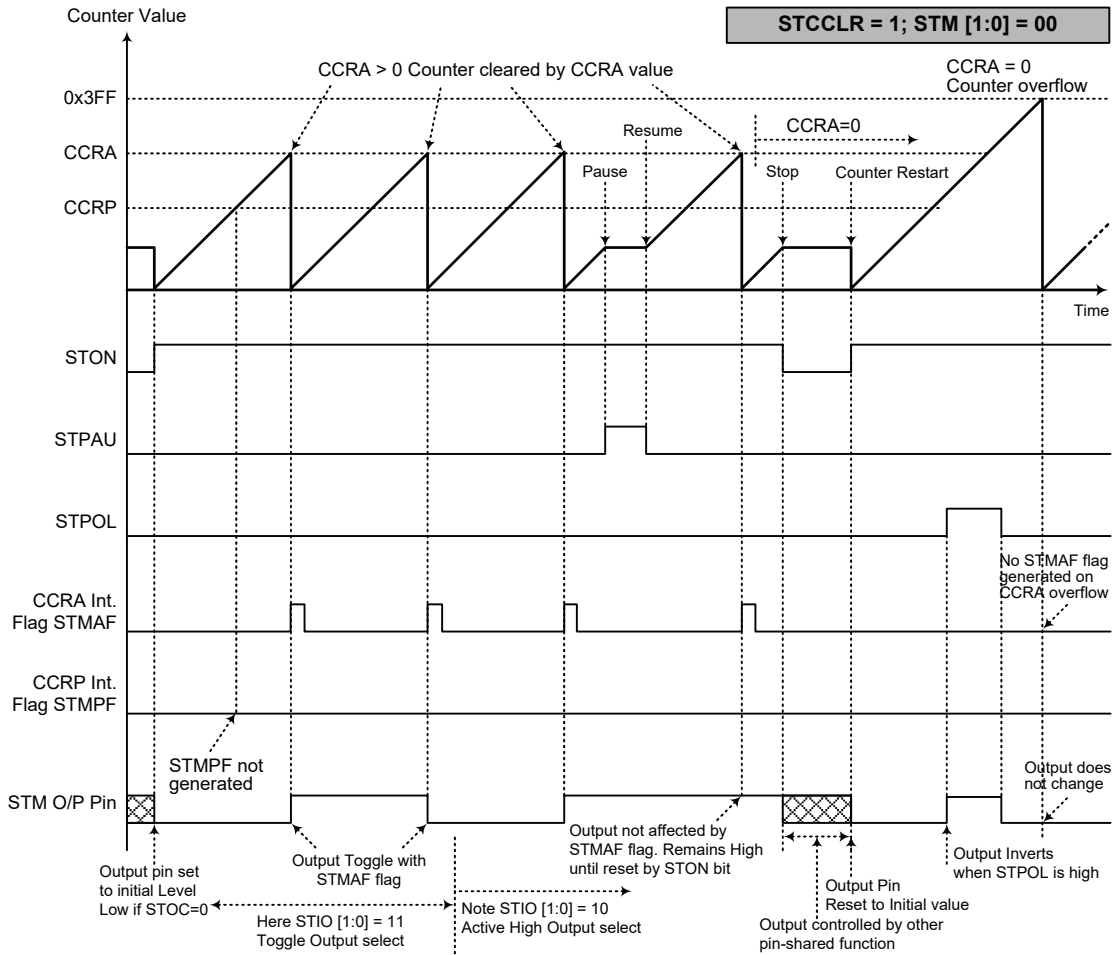 Counter Value
STCCLR = 1; STM [1:0] = 00
CCRA > 0 Counter cleared by CCRA value
CCRA = 0
Counter overflow
0x3FF
CCRA=0
Resume
CCRA
Pause
Stop
Counter Restart
CCRP
Time
STON
STPAU
STPOL
No STMAF flag
generated on
CCRA overflow
CCRA Int.
Flag STMAF
CCRP Int.
Flag STMPF
STMPF not
generated
Output does
not change
STM O/P Pin
Output pin set
to initial Level
Low if STOC=0
Output Toggle with
STMAF flag
Here STIO [1:0] = 11
Toggle Output select
Note STIO [1:0] = 10
Active High Output select
Output not affected by
STMAF flag. Remains High
until reset by STON bit
Output Pin
Reset to Initial value
Output controlled by other
pin-shared function
Output Inverts
when STPOL is high